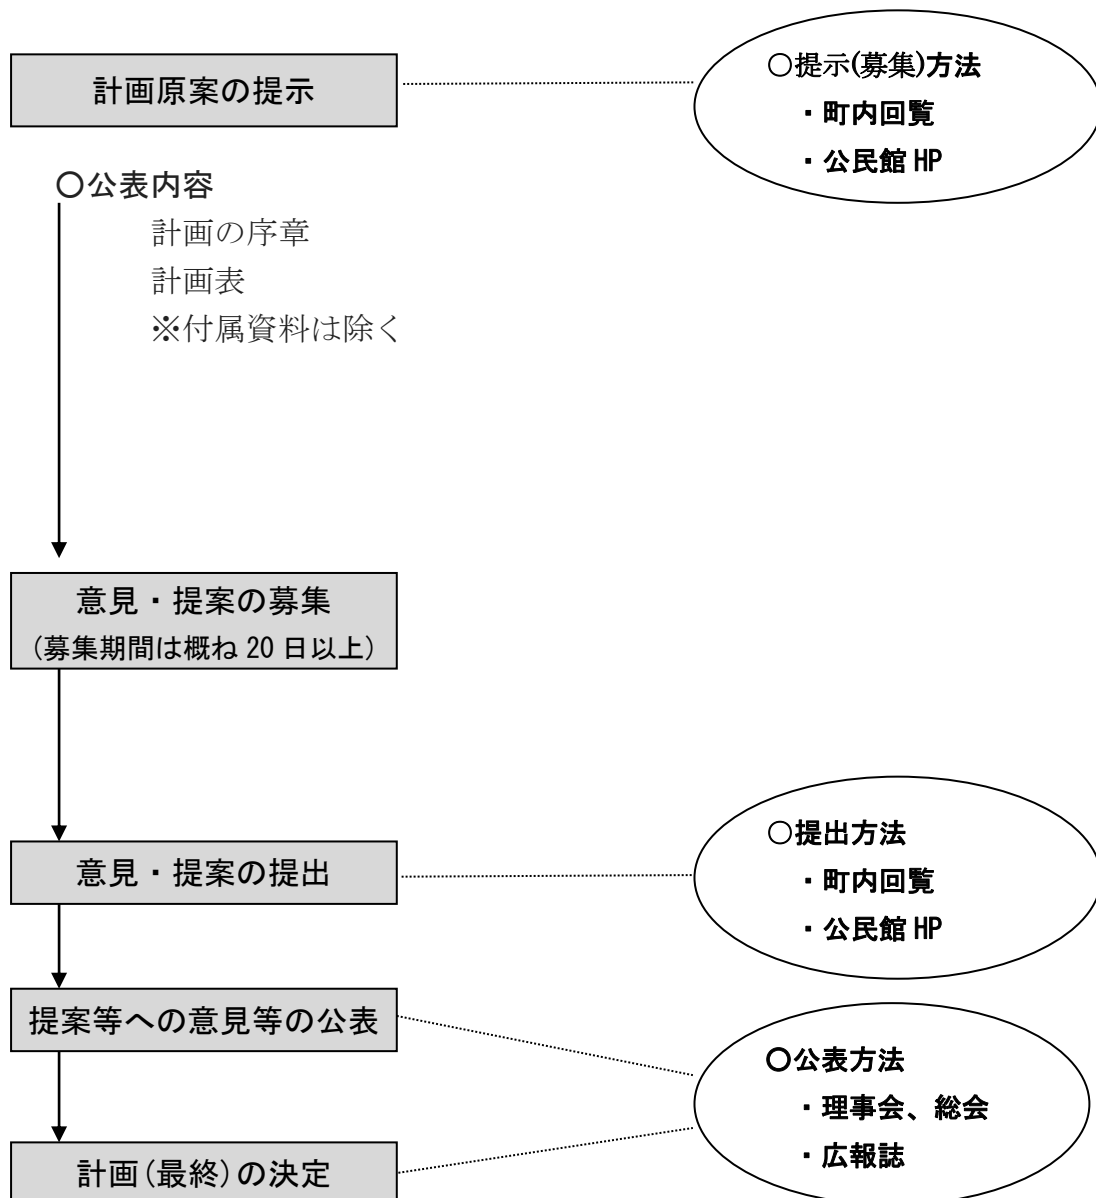 計画原案の提示
○提示(募集)方法
・町内回覧
・公民館 HP
○公表内容
計画の序章
計画表
※付属資料は除く
意見・提案の募集
(募集期間は概ね 20 日以上)
意見・提案の提出
○提出方法
・町内回覧
・公民館 HP
提案等への意見等の公表
○公表方法
・理事会、総会
・広報誌
計画(最終)の決定